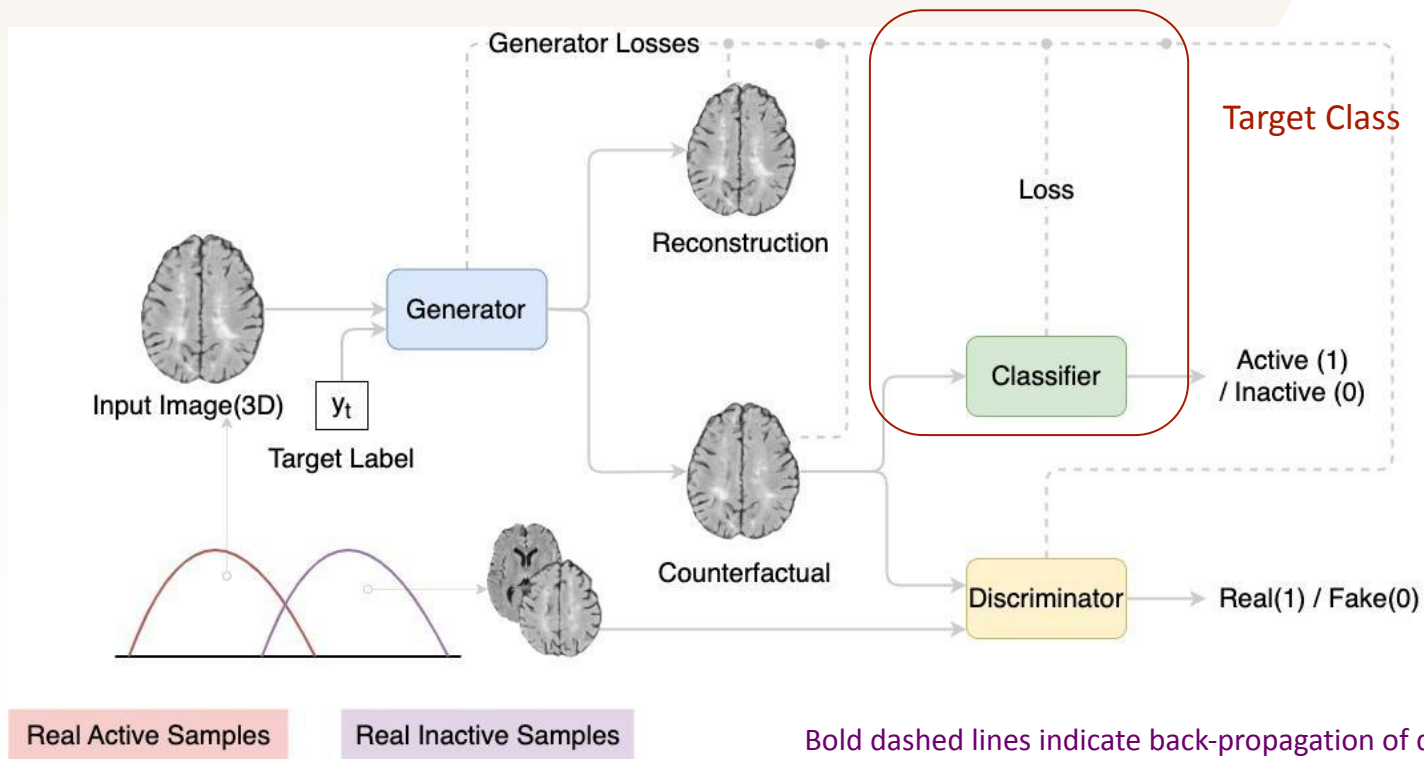 Generator Losses
Target Class
Loss
Reconstruction
Generator
Classifier
Active (1)
/ Inactive (0)
Input Image(3D)
yt
Target Label
Counterfactual
Discriminator
Real(1) / Fake(0)
Real Active Samples
Real Inactive Samples
Bold dashed lines indicate back-propagation of